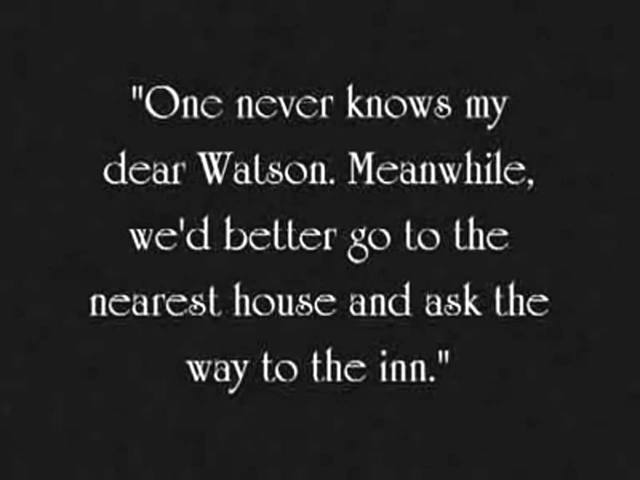 "One never knows my
dear Watson. Meanwhile,
we'd better go to the
nearest house and ask the
way to the inn."